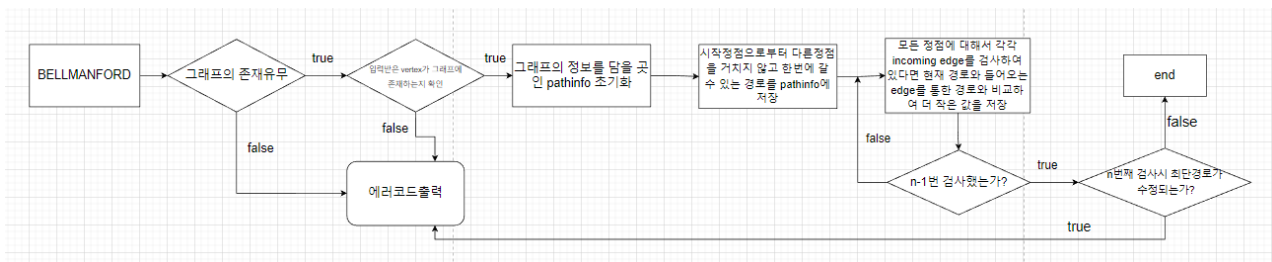 BELLMANFORD
그래프의 존재유무
true
false
입력받은 vertex가 그래프에
존재하는지 확인
true
false
에러코드출력
그래프의 정보를 담을 곳
인 pathinfo 초기화
시작정점으로부터 다른정점
을 거치지 않고 한번에 갈
수 있는 경로를 pathinfo에
저장
모든 정점에 대해서 각각
incoming edge를 검사하여
있다면 현재 경로와 들어오는
edge를 통한 경로와 비교하
여 더 작은 값을 저장
false
n-1번 검사했는가?
true
n번째 검사시 최단경로가
수정되는가?
false
end
true